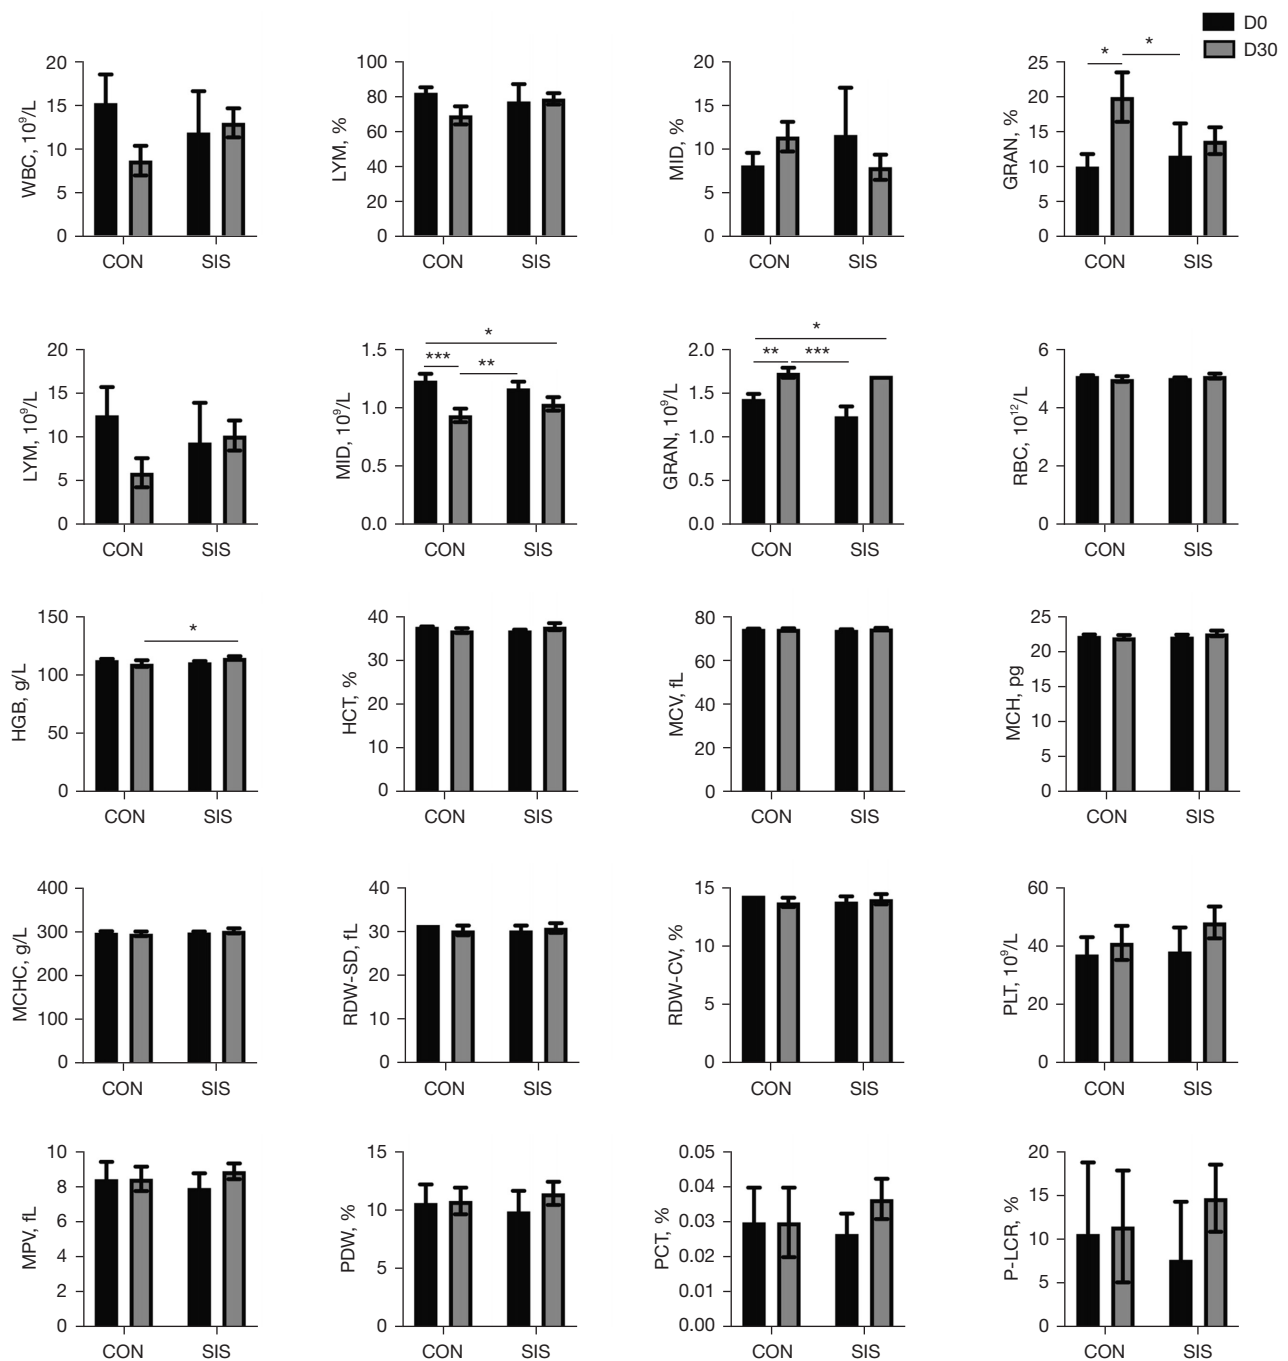 D0
D30
WBC, 10⁹/L
20
15
10
5
0
CON SIS
LYM, %
100
80
60
40
20
0
CON SIS
MID, %
20
15
10
5
0
CON SIS
GRAN, %
25
20
15
10
5
0
* *
CON SIS
LYM, 10⁹/L
20
15
10
5
0
CON SIS
MID, 10⁹/L
1.5
1.0
0.5
0.0
*
*** **
CON SIS
GRAN, 10⁹/L
2.0
1.5
1.0
0.5
0.0
*
** ***
CON SIS
RBC, 10¹²/L
6
4
2
0
CON SIS
HGB, g/L
150
100
50
0
*
CON SIS
HCT, %
40
30
20
10
0
CON SIS
MCV, fL
80
60
40
20
0
CON SIS
MCH, pg
25
20
15
10
5
0
CON SIS
MCHC, g/L
400
300
200
100
0
CON SIS
RDW-SD, fL
40
30
20
10
0
CON SIS
RDW-CV, %
15
10
5
0
CON SIS
PLT, 10⁹/L
60
40
20
0
CON SIS
MPV, fL
10
8
6
4
2
0
CON SIS
PDW, %
15
10
5
0
CON SIS
PCT, %
0.05
0.04
0.03
0.02
0.01
0.00
CON SIS
P-LCR, %
20
15
10
5
0
CON SIS